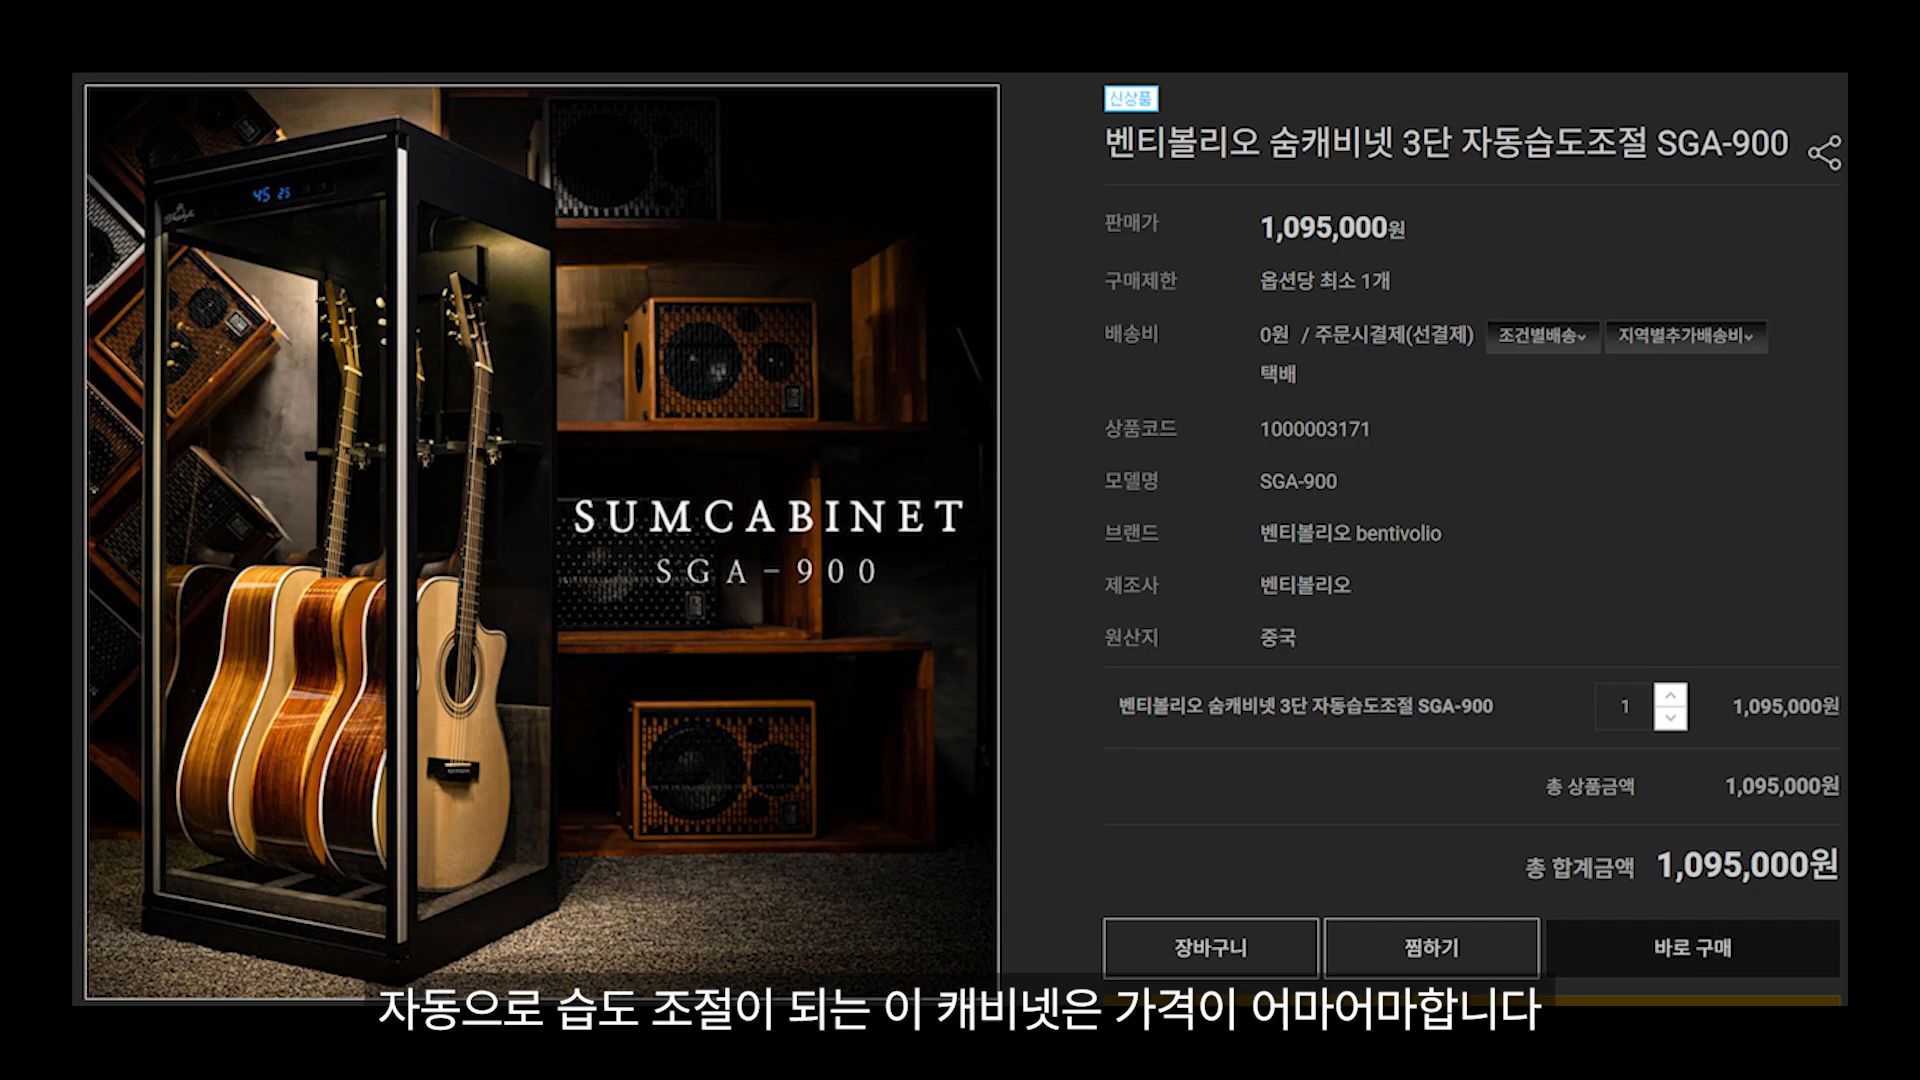 신상품
벤티볼리오 숨캐비넷 3단 자동습도조절 SGA-900
판매가 1,095,000원
구매제한 옵션당 최소 1개
배송비 0원 / 주문시결제(선결제) 조건별배송 지역별추가배송비
택배
상품코드 1000003171
모델명 SGA-900
브랜드 벤티볼리오 bentivolio
제조사 벤티볼리오
원산지 중국
벤티볼리오 숨캐비넷 3단 자동습도조절 SGA-900 1 1,095,000원
총 상품금액 1,095,000원
총 합계금액 1,095,000원
장바구니 찜하기 바로 구매
45 25
SUMCABINET
SGA-900
자동으로 습도 조절이 되는 이 캐비넷은 가격이 어마어마합니다